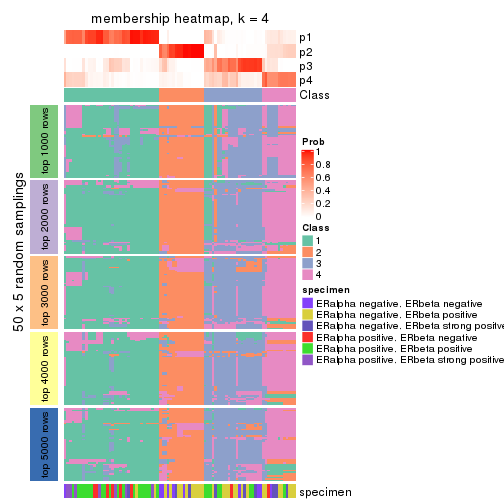 membership heatmap, k = 4
p1
p2
p3
p4
Class
50 x 5 random samplings
top 1000 rows
top 2000 rows
top 3000 rows
top 4000 rows
top 5000 rows
Prob
1
0.8
0.6
0.4
0.2
0
Class
1
2
3
4
specimen
ERalpha negative. ERbeta negative
ERalpha negative. ERbeta positive
ERalpha negative. ERbeta strong positive
ERalpha positive. ERbeta negative
ERalpha positive. ERbeta positive
ERalpha positive. ERbeta strong positive
specimen